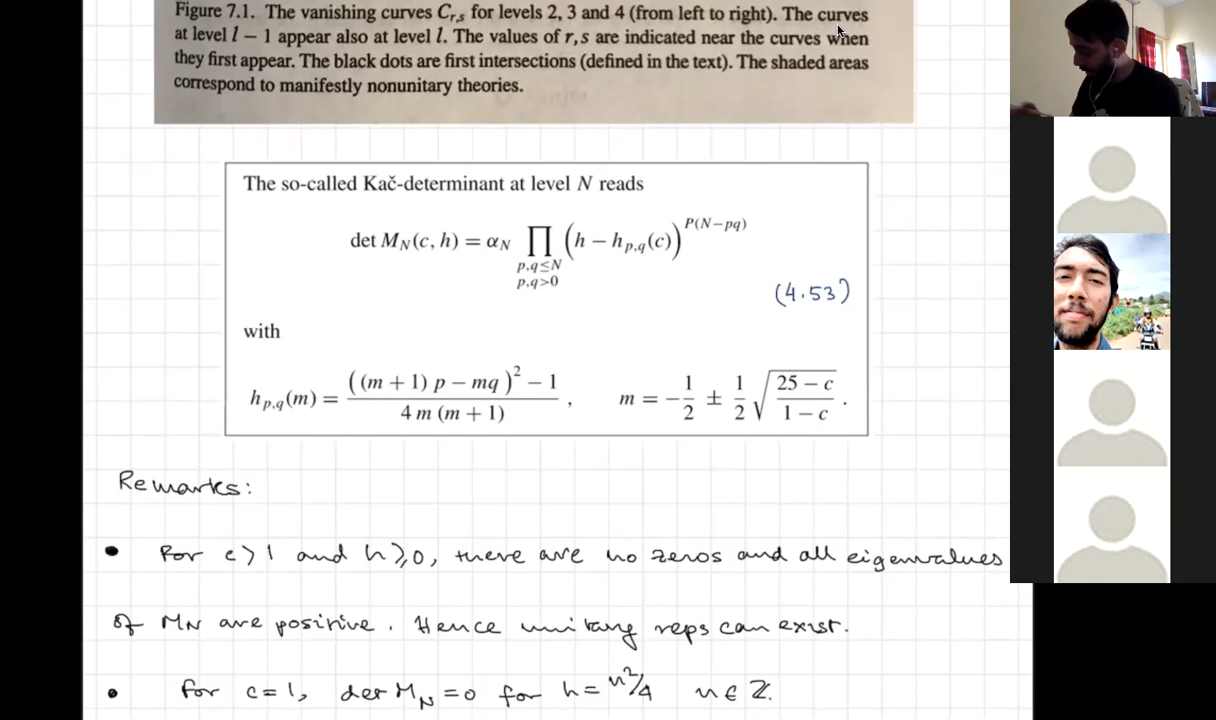 Figure 7.1. The vanishing curves C_{r,s} for levels 2, 3 and 4 (from left to right). The curves
at level l − 1 appear also at level l. The values of r, s are indicated near the curves when
they first appear. The black dots are first intersections (defined in the text). The shaded areas
correspond to manifestly nonunitary theories.
The so-called Kač-determinant at level N reads
det M_N(c, h) = α_N ∏_{p,q≤N p,q>0} (h − h_{p,q}(c))^{P(N−pq)}
(4.53)
with
h_{p,q}(m) = ((m + 1) p − mq)^2 − 1 / 4 m (m + 1) , m = − 1/2 ± 1/2 √(25 − c / 1 − c) .
Remarks:
• For c > 1 and h ⩾ 0, there are no zeros and all eigenvalues
of M_N are positive. Hence unitary reps can exist.
• for c = 1, det M_N = 0 for h = n²/4 n ∈ ℤ.